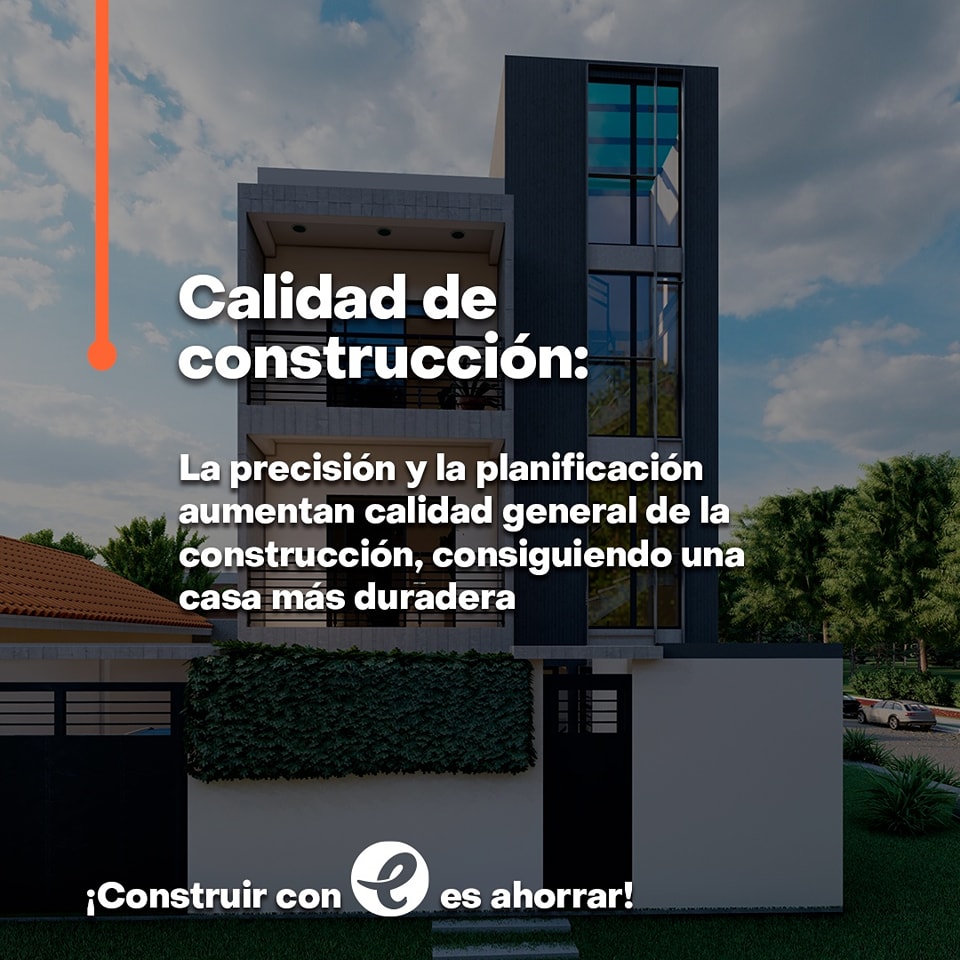 Calidad de
construcción:
La precisión y la planificación
aumentan calidad general de la
construcción, consiguiendo una
casa más duradera
¡Construir con e es ahorrar!